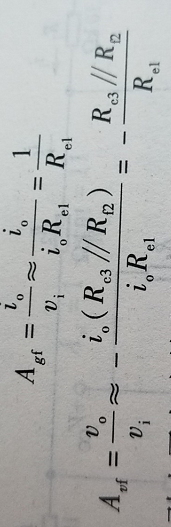 A_gf = i_o / v_i ≈ i_o / (i_o R_e1) = 1 / R_e1
A_vf = v_o / v_i ≈ − i_o (R_c3 // R_f2) / (i_o R_e1) = − (R_c3 // R_f2) / R_e1